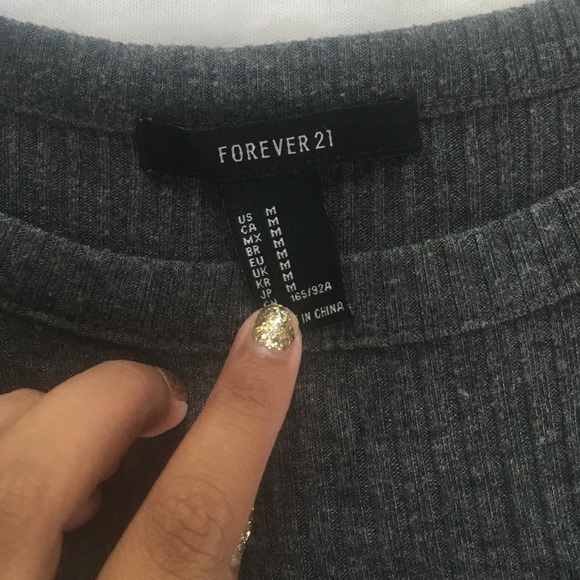 FOREVER 21
US M
CA M
MX M
BR M
EU M
UK M
KR M
JP M
165/92A
IN CHINA